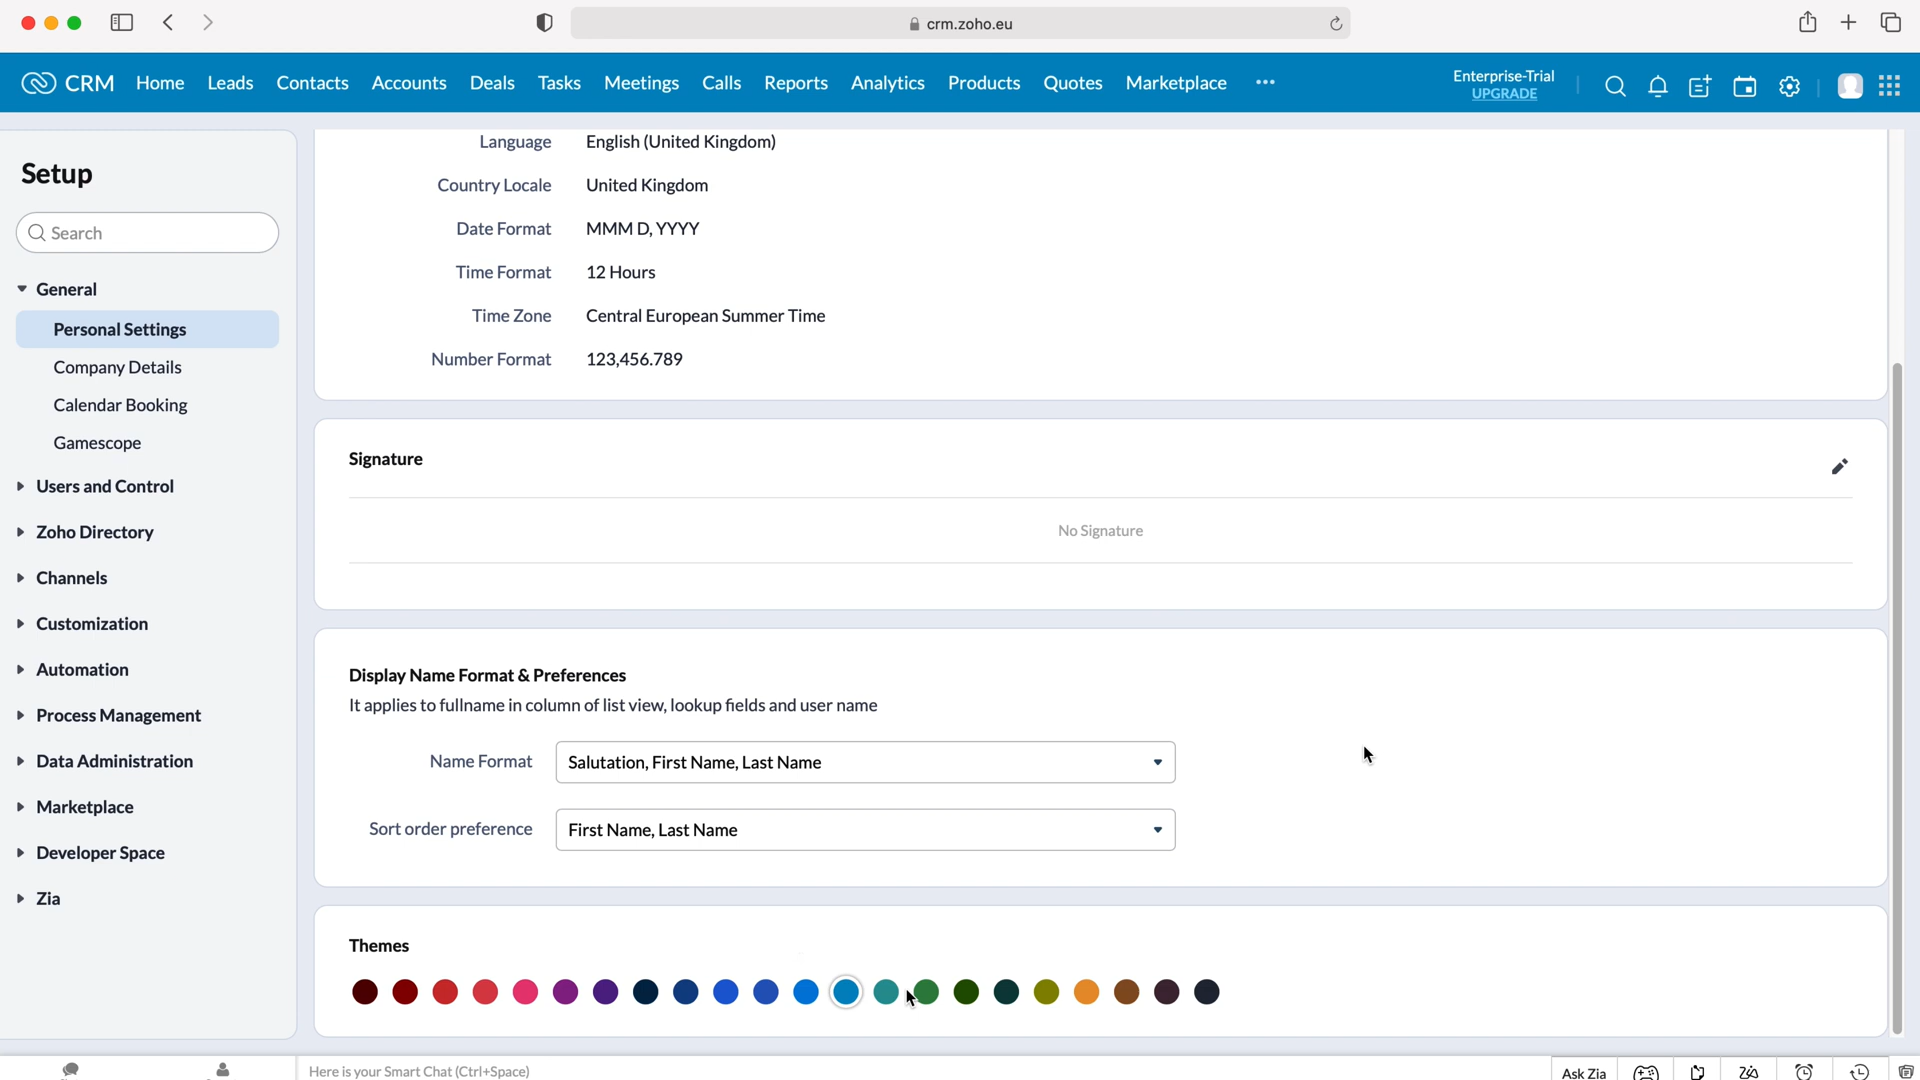 crm.zoho.eu
CRM Home Leads Contacts Accounts Deals Tasks Meetings Calls Reports Analytics Products Quotes Marketplace ••• Enterprise-Trial
UPGRADE
Setup
Search
General
Personal Settings
Company Details
Calendar Booking
Gamescope
Users and Control
Zoho Directory
Channels
Customization
Automation
Process Management
Data Administration
Marketplace
Developer Space
Zia
Language English (United Kingdom)
Country Locale United Kingdom
Date Format MMM D, YYYY
Time Format 12 Hours
Time Zone Central European Summer Time
Number Format 123,456.789
Signature
No Signature
Display Name Format & Preferences
It applies to fullname in column of list view, lookup fields and user name
Name Format Salutation, First Name, Last Name
Sort order preference First Name, Last Name
Themes
Here is your Smart Chat (Ctrl+Space)
Ask Zia